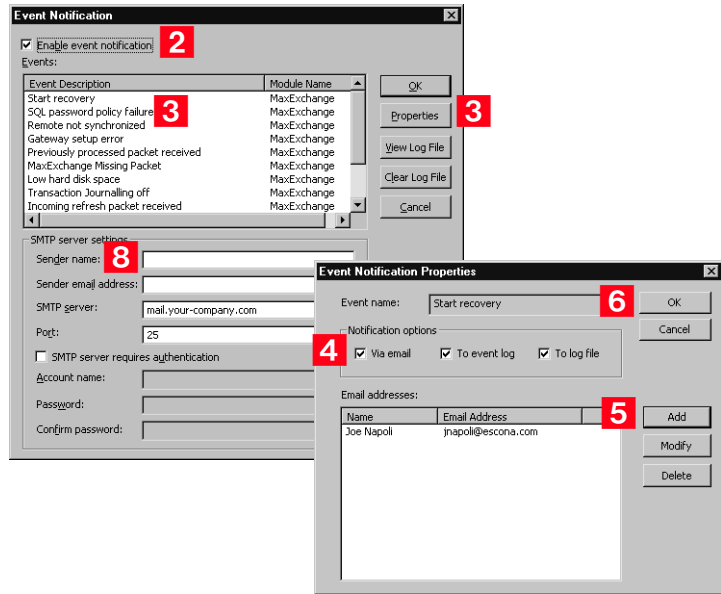 Event Notification
Enable event notification
2
Events:
Event Description Module Name
Start recovery MaxExchange
SQL password policy failure MaxExchange
3
Remote not synchronized MaxExchange
Gateway setup error MaxExchange
Previously processed packet received MaxExchange
MaxExchange Missing Packet MaxExchange
Low hard disk space MaxExchange
Transaction Journalling off MaxExchange
Incoming refresh packet received MaxExchange
OK
Properties
3
View Log File
Clear Log File
Cancel
SMTP server settings
8
Sender name:
Sender email address:
SMTP server: mail.your-company.com
Port: 25
SMTP server requires authentication
Account name:
Password:
Confirm password:
Event Notification Properties
Event name: Start recovery
6
OK
Cancel
Notification options
4
Via email To event log To log file
Email addresses:
5
Name Email Address
Joe Napoli jnapoli@escona.com
Add
Modify
Delete